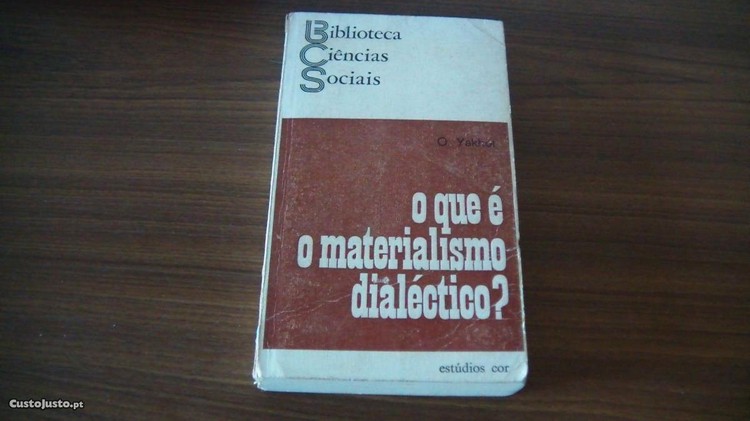 Biblioteca
Ciências
Sociais
O. Yakhot
o que é
o materialismo
dialéctico?
estúdios cor
CustoJusto.pt